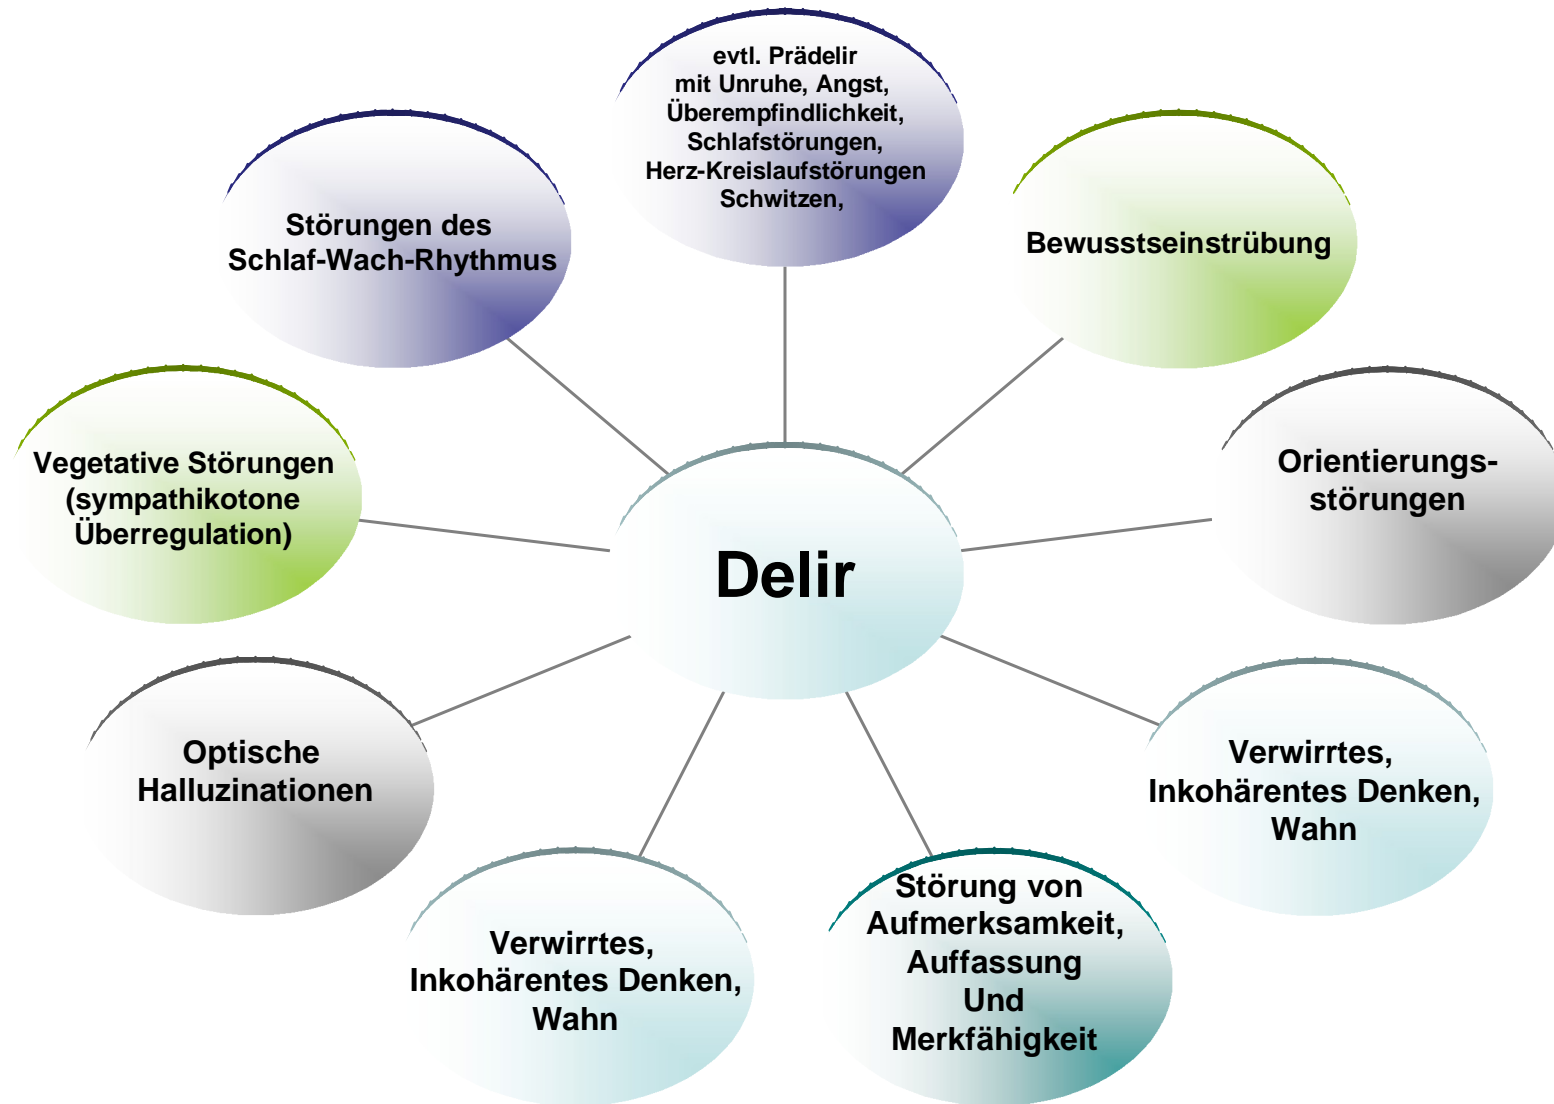 evtl. Prädelir
mit Unruhe, Angst,
Überempfindlichkeit,
Schlafstörungen,
Herz-Kreislaufstörungen
Schwitzen,
Störungen des
Schlaf-Wach-Rhythmus
Bewusstseinstrübung
Vegetative Störungen
(sympathikotone
Überregulation)
Orientierungs-
störungen
Delir
Optische
Halluzinationen
Verwirrtes,
Inkohärentes Denken,
Wahn
Verwirrtes,
Inkohärentes Denken,
Wahn
Störung von
Aufmerksamkeit,
Auffassung
Und
Merkfähigkeit